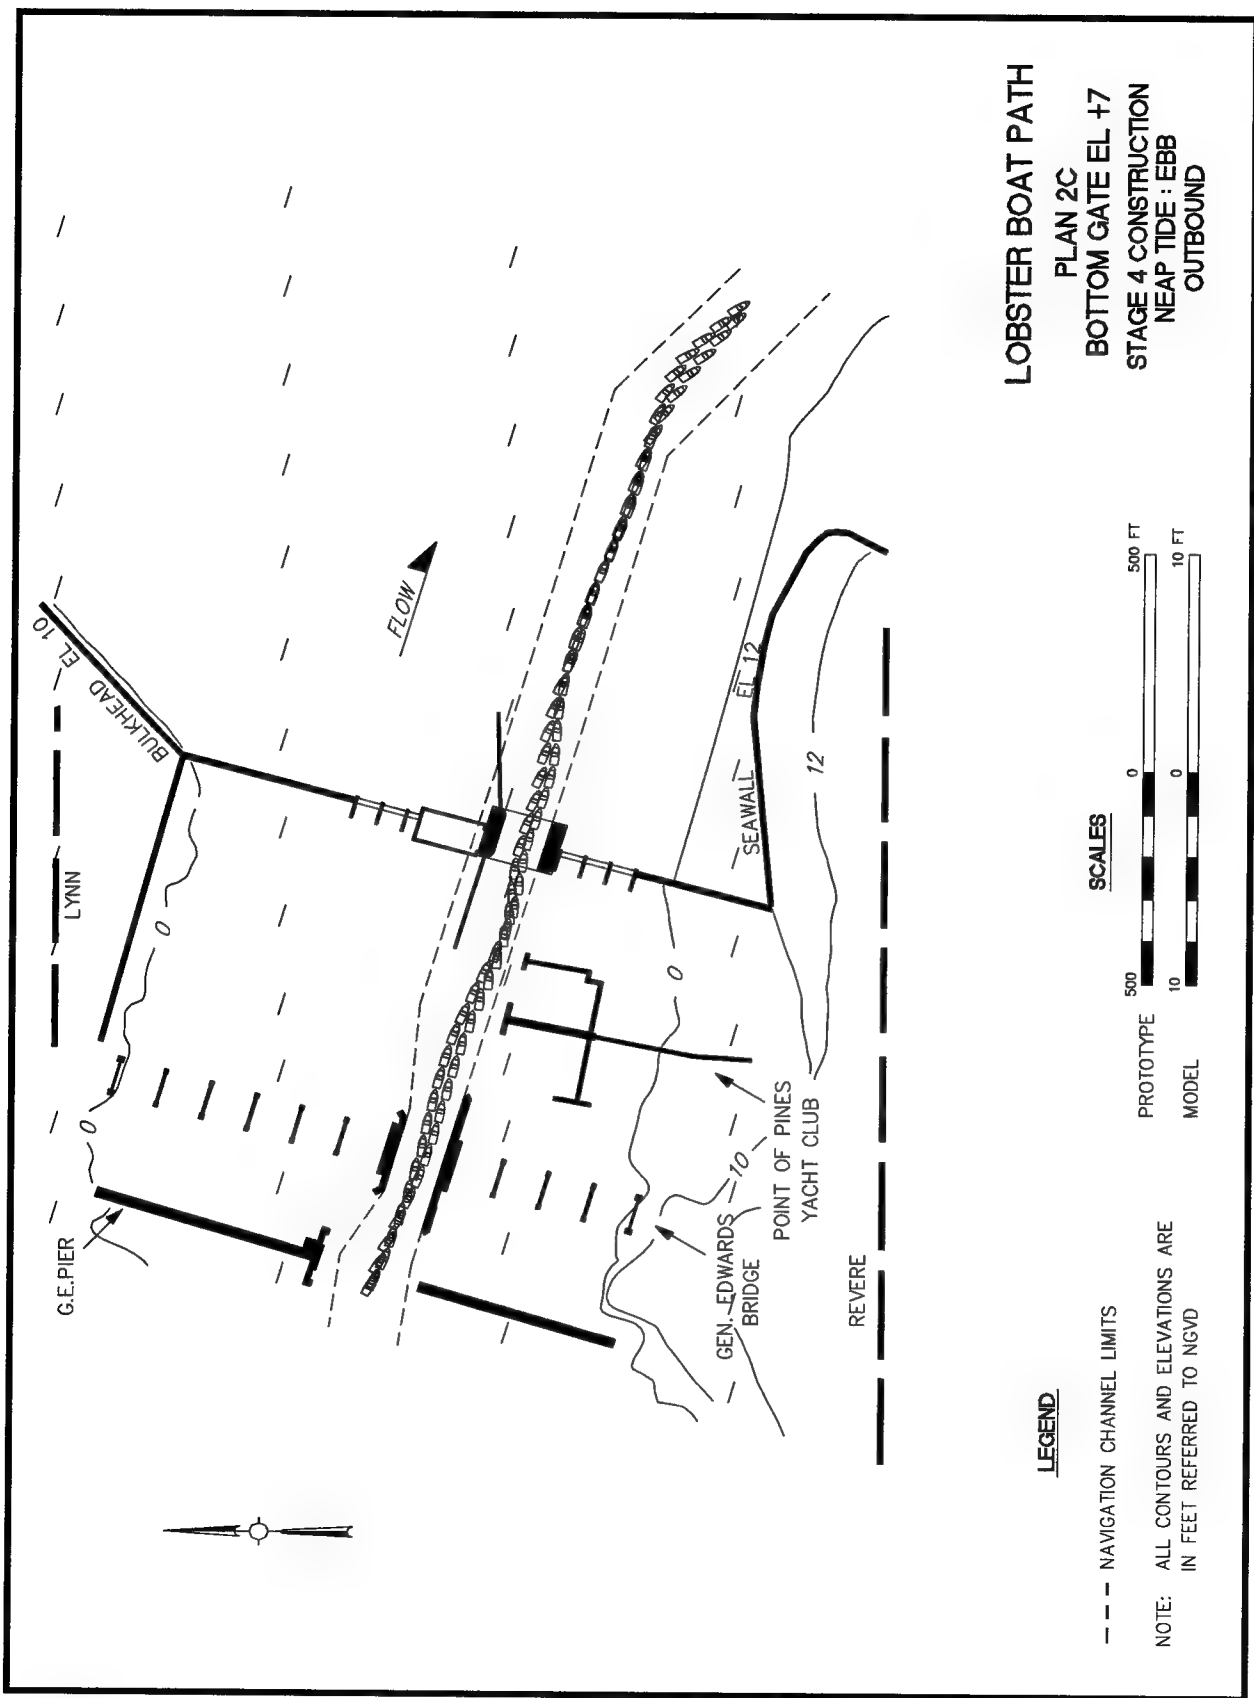 LYNN
BULKHEAD EL 10
G.E.PIER
0
0
FLOW
0
SEAWALL EL 12
12
10
POINT OF PINES
YACHT CLUB
GEN. EDWARDS
BRIDGE
REVERE
LEGEND
--- NAVIGATION CHANNEL LIMITS
NOTE: ALL CONTOURS AND ELEVATIONS ARE
IN FEET REFERRED TO NGVD
SCALES
PROTOTYPE 500 0 500 FT
MODEL 10 0 10 FT
LOBSTER BOAT PATH
PLAN 2C
BOTTOM GATE EL +7
STAGE 4 CONSTRUCTION
NEAP TIDE : EBB
OUTBOUND